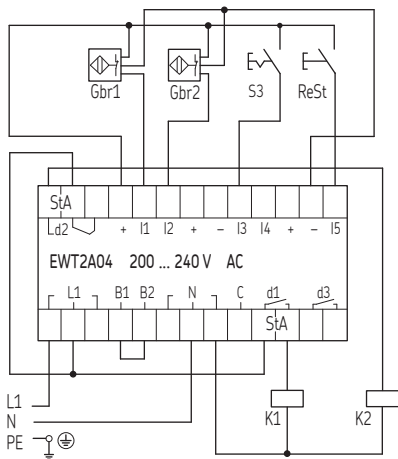 Gbr1 Gbr2 S3 ReSt
StA
d2 + I1 I2 + – I3 I4 + – I5
EWT2A04 200 ... 240 V AC
L1 B1 B2 N C d1 d3
StA
L1
N
PE
K1 K2